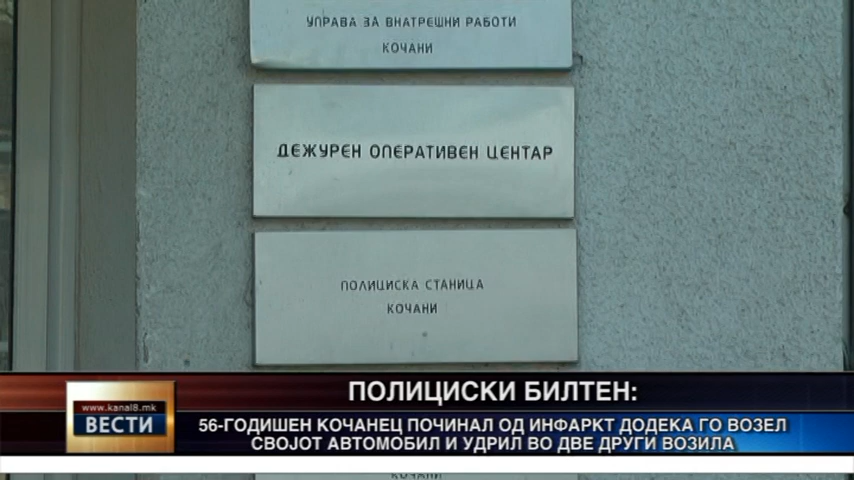 УПРАВА ЗА ВНАТРЕШНИ РАБОТИ
КОЧАНИ
ДЕЖУРЕН ОПЕРАТИВЕН ЦЕНТАР
ПОЛИЦИСКА СТАНИЦА
КОЧАНИ
ПОЛИЦИСКИ БИЛТЕН:
www.kanal8.mk
ВЕСТИ
56-ГОДИШЕН КОЧАНЕЦ ПОЧИНАЛ ОД ИНФАРКТ ДОДЕКА ГО ВОЗЕЛ
СВОЈОТ АВТОМОБИЛ И УДРИЛ ВО ДВЕ ДРУГИ ВОЗИЛА
КОЧАНИ